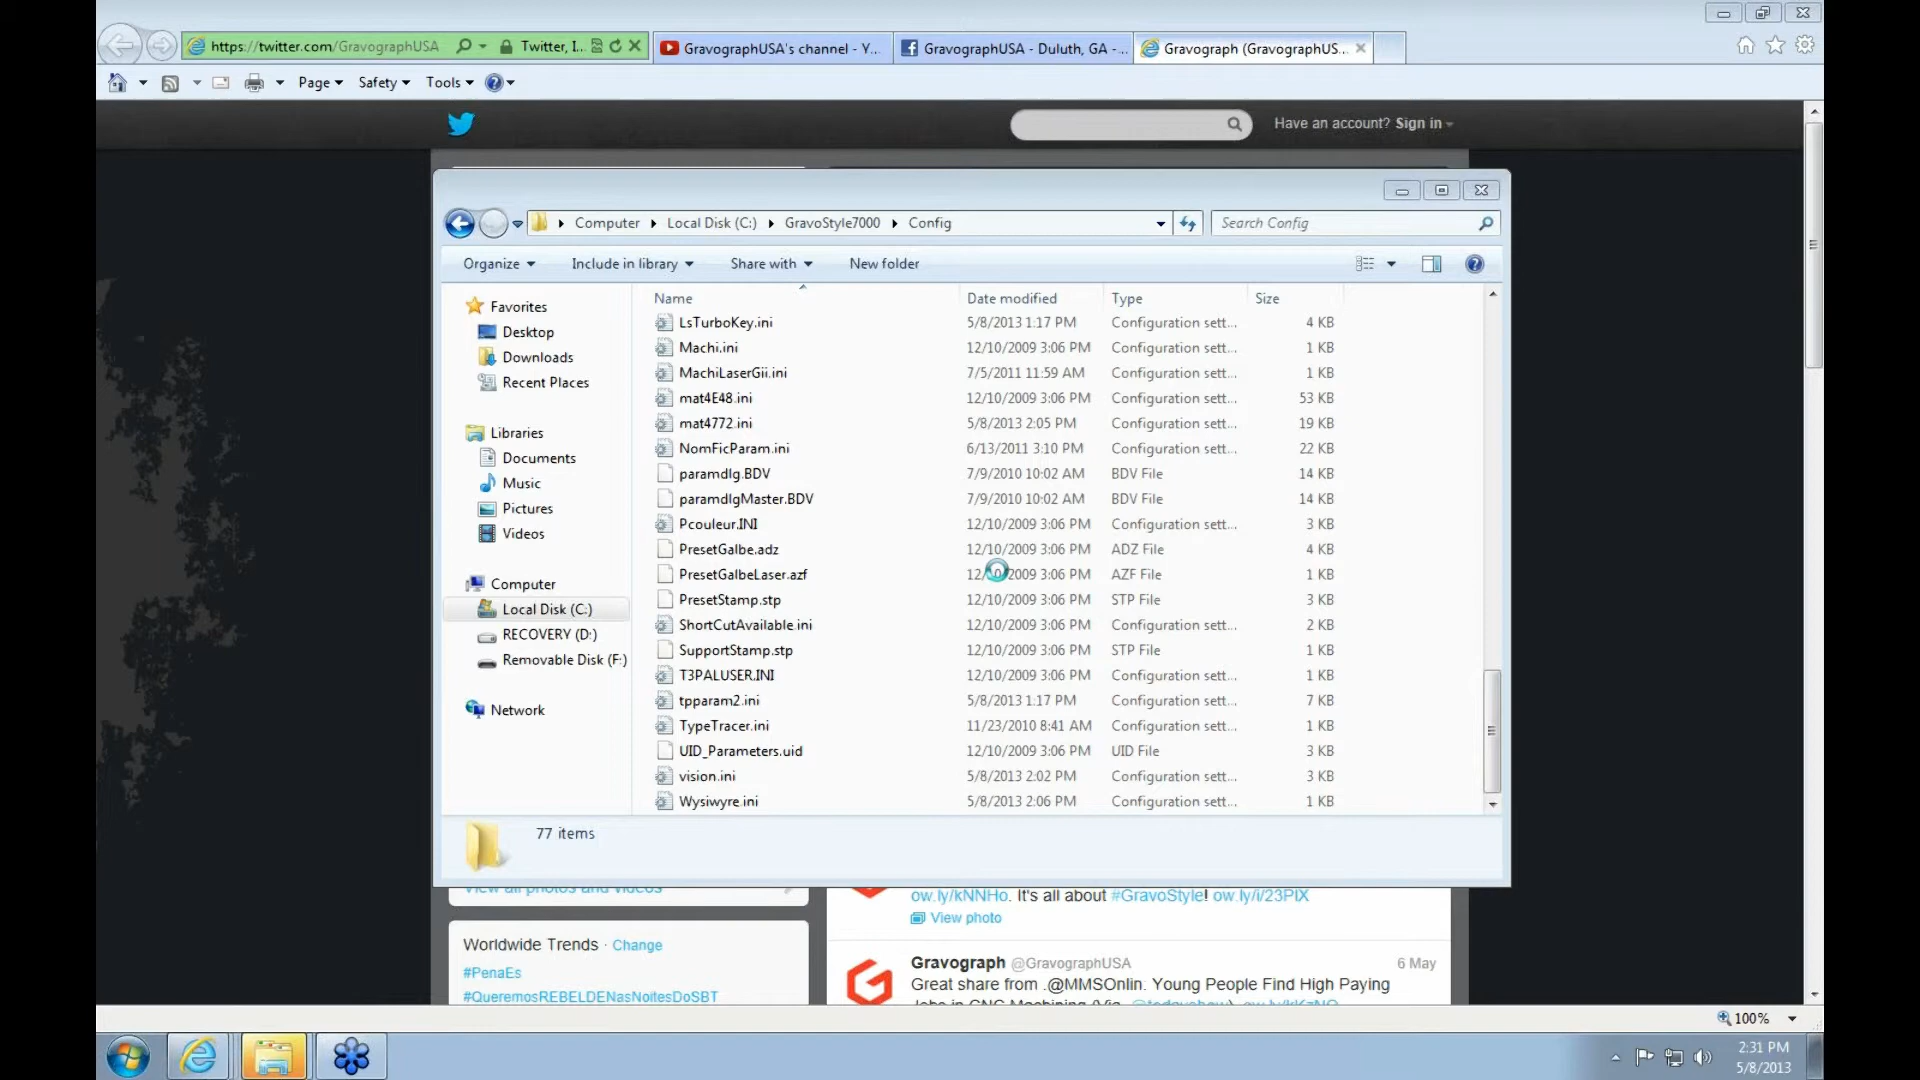 https://twitter.com/GravographUSA
Twitter, I...
GravographUSA's channel - Y...
GravographUSA - Duluth, GA -...
Gravograph (GravographUS...
Page
Safety
Tools
Have an account? Sign in
Computer
Local Disk (C:)
GravoStyle7000
Config
Search Config
Organize
Include in library
Share with
New folder
Name
Date modified
Type
Size
Favorites
Desktop
Downloads
Recent Places
Libraries
Documents
Music
Pictures
Videos
Computer
Local Disk (C:)
RECOVERY (D:)
Removable Disk (F:)
Network
LsTurboKey.ini 5/8/2013 1:17 PM Configuration sett... 4 KB
Machi.ini 12/10/2009 3:06 PM Configuration sett... 1 KB
MachiLaserGii.ini 7/5/2011 11:59 AM Configuration sett... 1 KB
mat4E48.ini 12/10/2009 3:06 PM Configuration sett... 53 KB
mat4772.ini 5/8/2013 2:05 PM Configuration sett... 19 KB
NomFicParam.ini 6/13/2011 3:10 PM Configuration sett... 22 KB
paramdlg.BDV 7/9/2010 10:02 AM BDV File 14 KB
paramdlgMaster.BDV 7/9/2010 10:02 AM BDV File 14 KB
Pcouleur.INI 12/10/2009 3:06 PM Configuration sett... 3 KB
PresetGalbe.adz 12/10/2009 3:06 PM ADZ File 4 KB
PresetGalbeLaser.azf 12/10/2009 3:06 PM AZF File 1 KB
PresetStamp.stp 12/10/2009 3:06 PM STP File 3 KB
ShortCutAvailable.ini 12/10/2009 3:06 PM Configuration sett... 2 KB
SupportStamp.stp 12/10/2009 3:06 PM STP File 1 KB
T3PALUSER.INI 12/10/2009 3:06 PM Configuration sett... 1 KB
tpparam2.ini 5/8/2013 1:17 PM Configuration sett... 7 KB
TypeTracer.ini 11/23/2010 8:41 AM Configuration sett... 1 KB
UID_Parameters.uid 12/10/2009 3:06 PM UID File 3 KB
vision.ini 5/8/2013 2:02 PM Configuration sett... 3 KB
Wysiwyre.ini 5/8/2013 2:06 PM Configuration sett... 1 KB
77 items
View all photos and videos
Worldwide Trends · Change
#PenaEs
#QueremosREBELDENasNoitesDoSBT
ow.ly/kNNHo. It's all about #GravoStyle! ow.ly/i/23PIX
View photo
Gravograph @GravographUSA 6 May
Great share from .@MMSOnlin. Young People Find High Paying
Jobs in CNC Machining (Via
100%
2:31 PM
5/8/2013